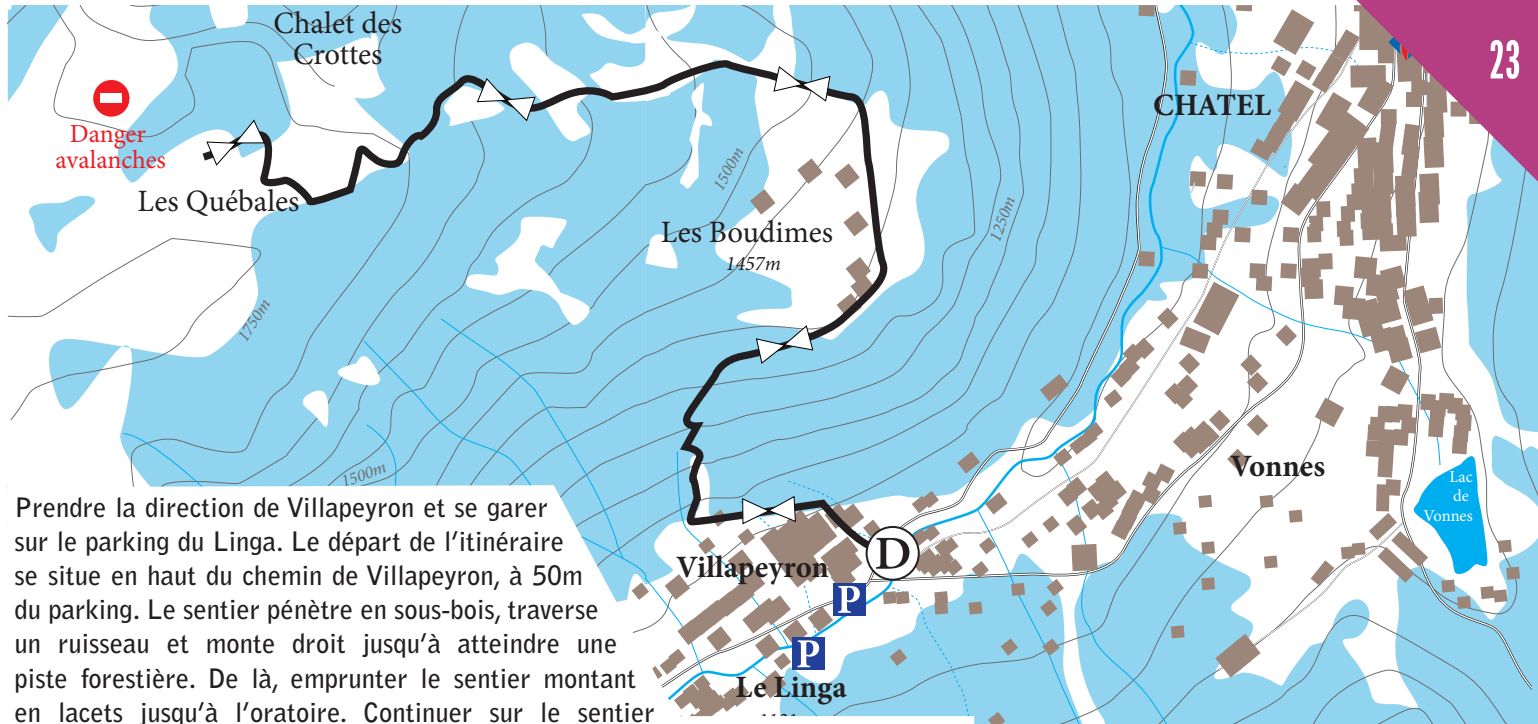 23
Chalet des
Crottes
CHATEL
Danger
avalanches
Les Québales
1500m
Les Boudimes
1457m
1250m
1750m
1500m
Vonnes
Lac
de
Vonnes
D
Villapeyron
P
P
Le Linga
Prendre la direction de Villapeyron et se garer
sur le parking du Linga. Le départ de l'itinéraire
se situe en haut du chemin de Villapeyron, à 50m
du parking. Le sentier pénètre en sous-bois, traverse
un ruisseau et monte droit jusqu'à atteindre une
piste forestière. De là, emprunter le sentier montant
en lacets jusqu'à l'oratoire. Continuer sur le sentier